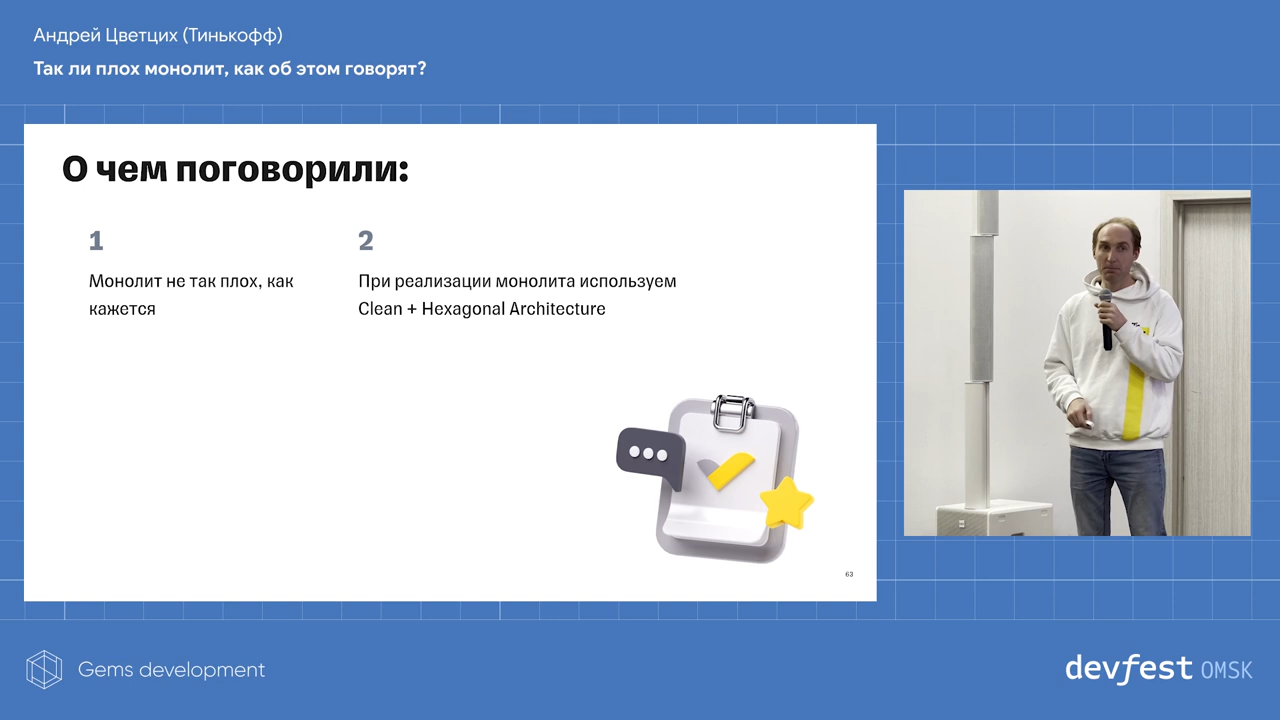 Андрей Цветцих (Тинькофф)
Так ли плох монолит, как об этом говорят?
О чем поговорили:
1
Монолит не так плох, как
кажется
2
При реализации монолита используем
Clean + Hexagonal Architecture
63
Gems development
devfest OMSK